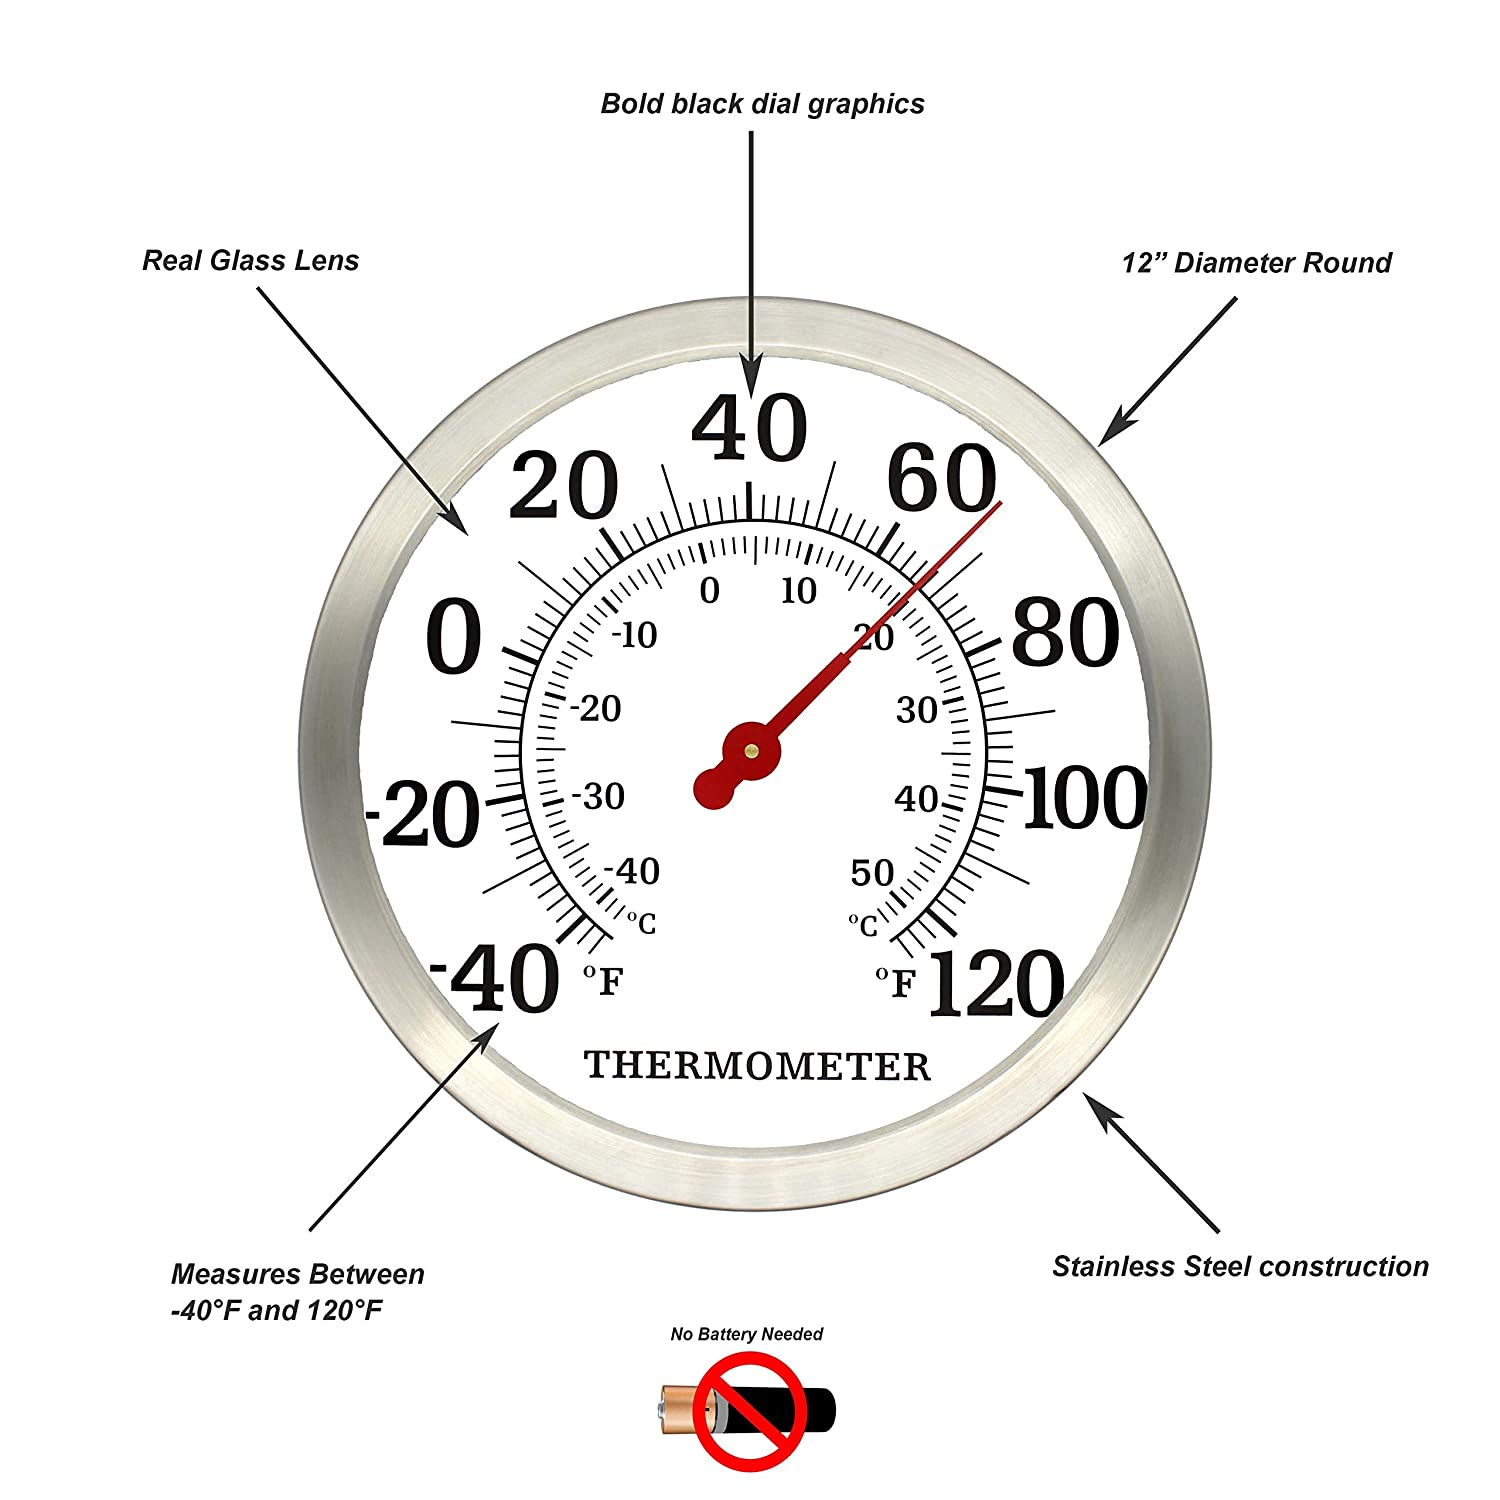 Bold black dial graphics
Real Glass Lens
12” Diameter Round
40
20
60
0
10
0
-10
20
80
-20
30
-20
-30
40
100
-40
50
°C
°C
-40
°F
°F
120
THERMOMETER
Measures Between
-40°F and 120°F
Stainless Steel construction
No Battery Needed